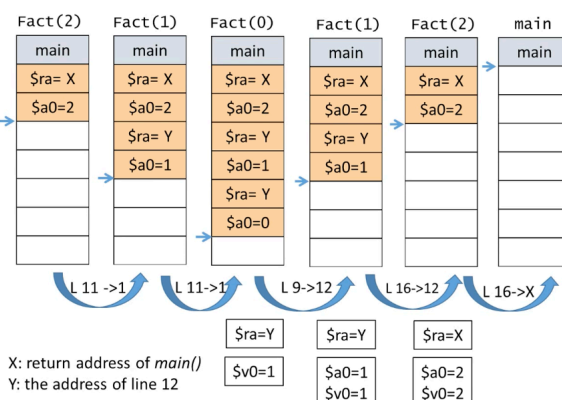 Fact(2) Fact(1) Fact(0) Fact(1) Fact(2) main
main main main main main main
$ra= X $ra= X $ra= X $ra= X $ra= X
$a0=2 $a0=2 $a0=2 $a0=2 $a0=2
$ra= Y $ra= Y $ra= Y
$a0=1 $a0=1 $a0=1
$ra= Y
$a0=0
L 11 ->1 L 11->1 L 9->12 L 16->12 L 16->X
$ra=Y $ra=Y $ra=X
X: return address of main() $v0=1 $a0=1 $a0=2
Y: the address of line 12 $v0=1 $v0=2